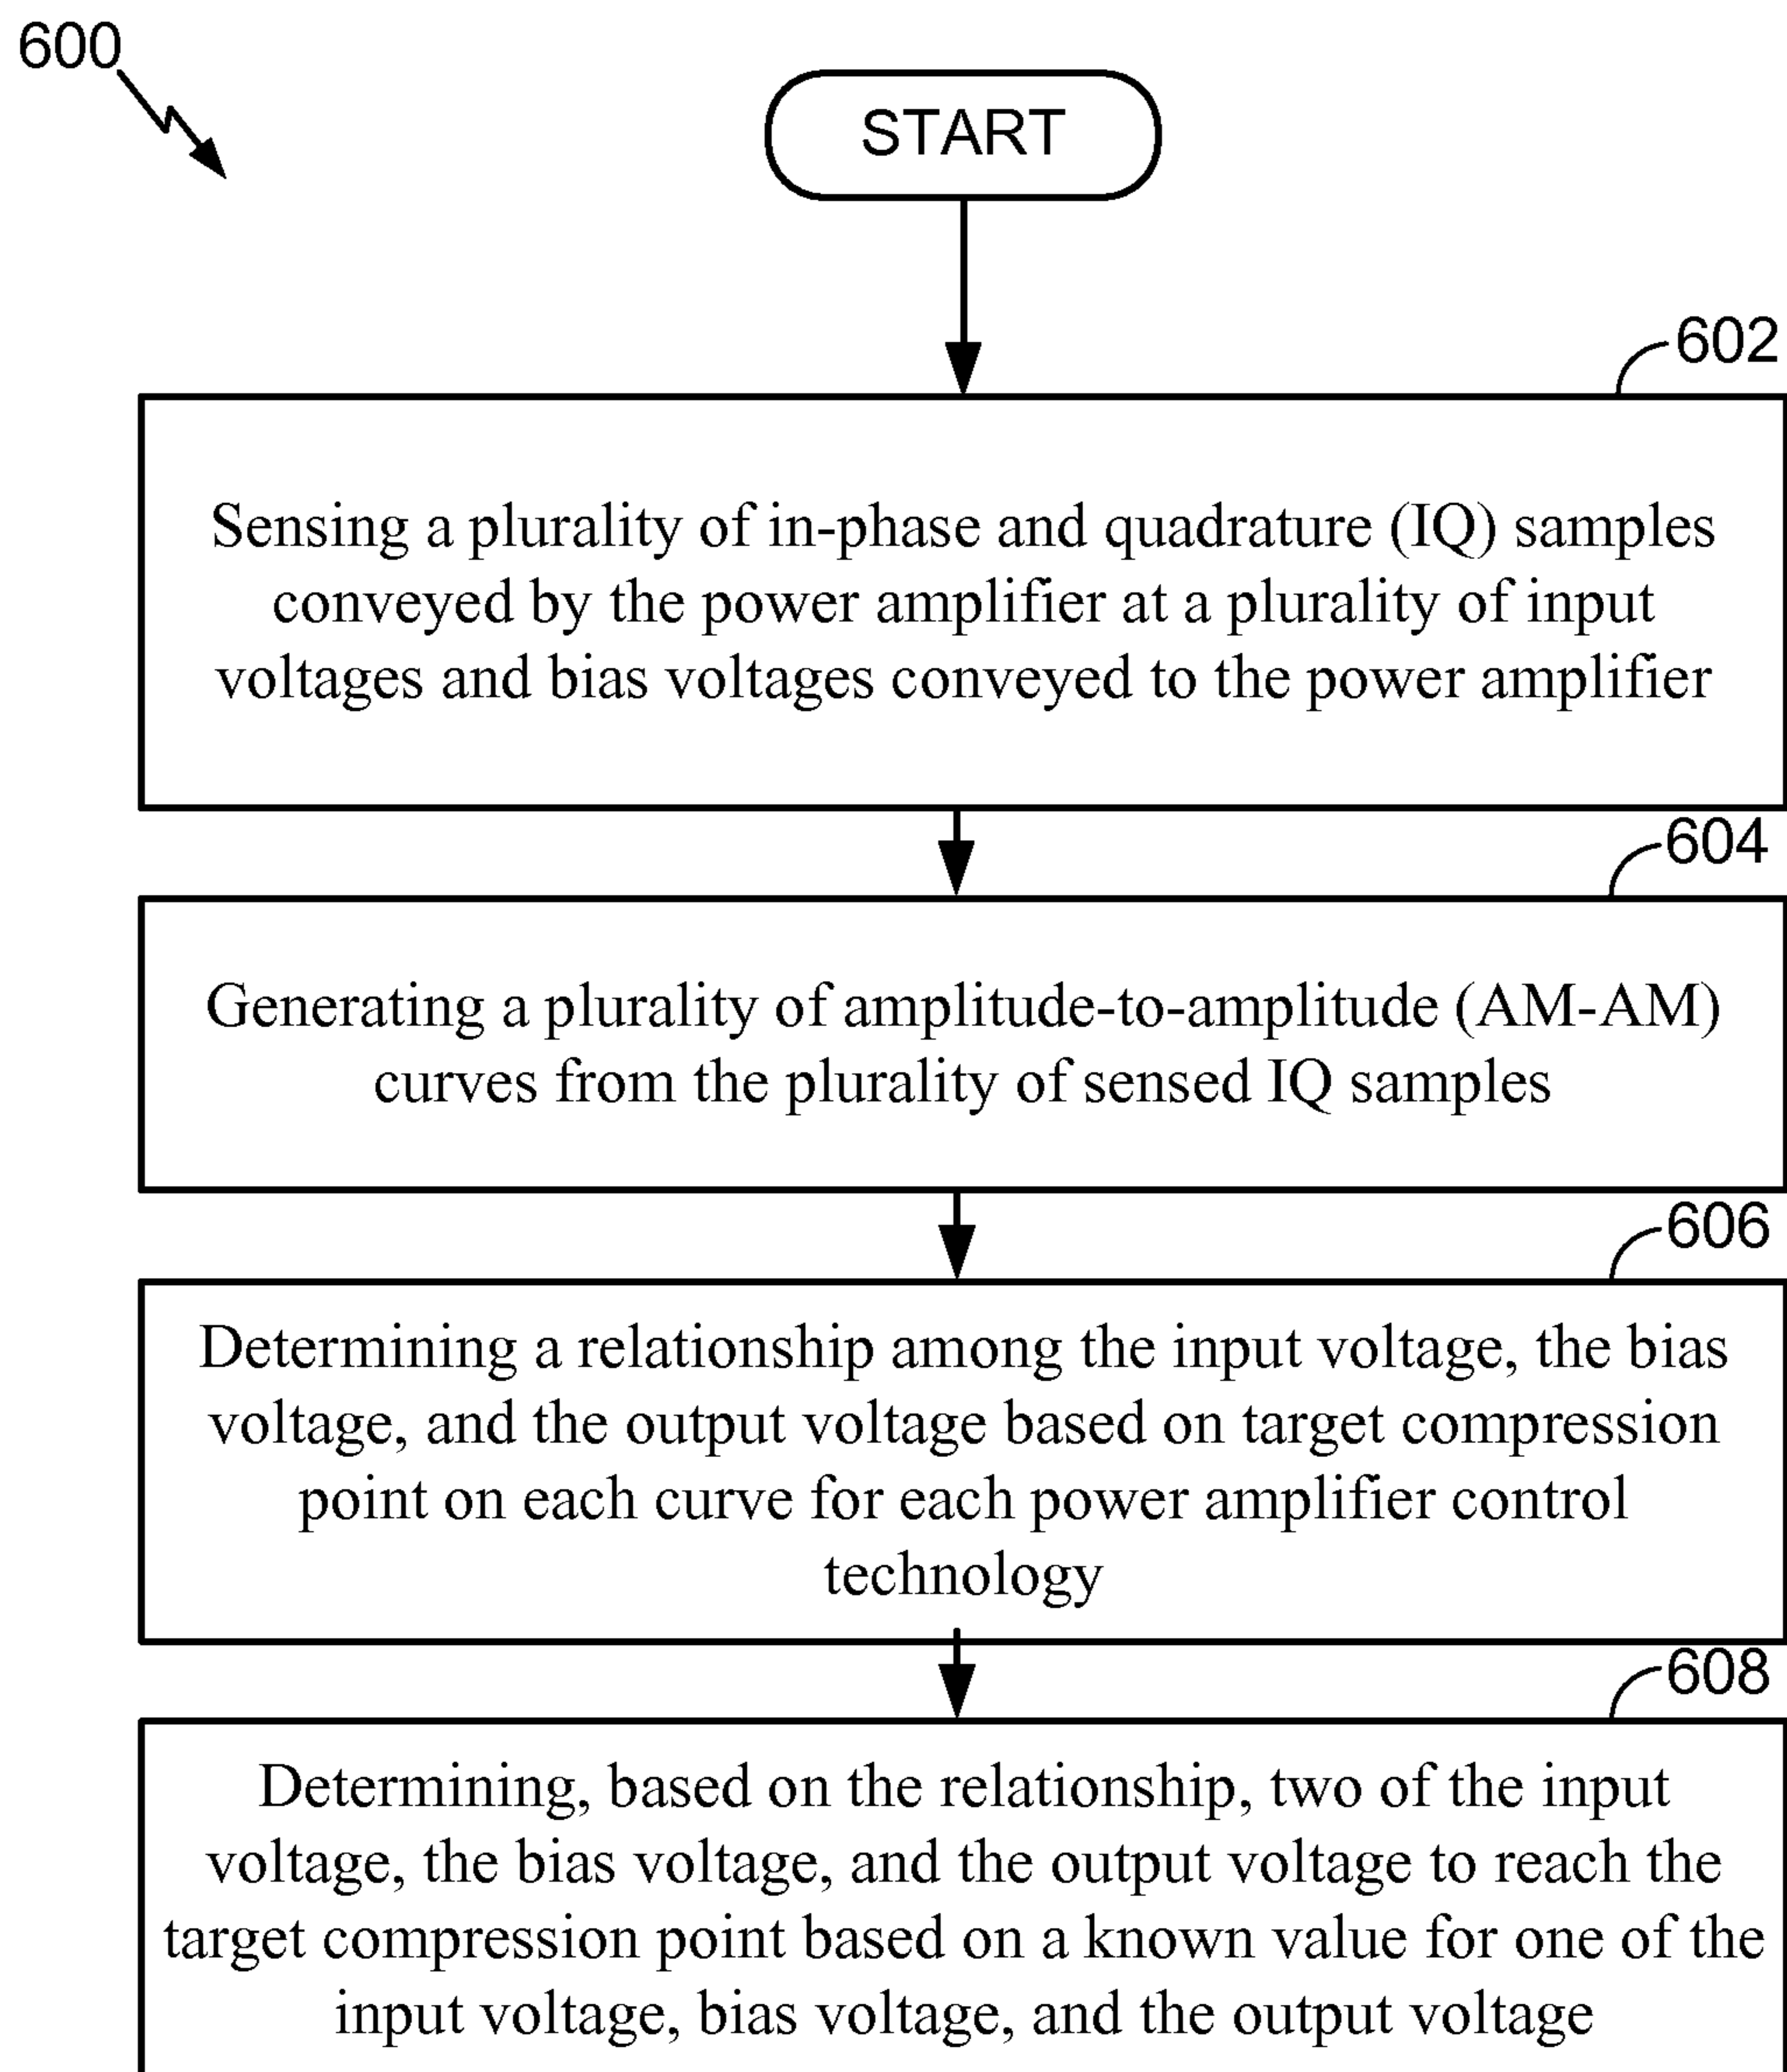 600
START
602
Sensing a plurality of in-phase and quadrature (IQ) samples
conveyed by the power amplifier at a plurality of input
voltages and bias voltages conveyed to the power amplifier
604
Generating a plurality of amplitude-to-amplitude (AM-AM)
curves from the plurality of sensed IQ samples
606
Determining a relationship among the input voltage, the bias
voltage, and the output voltage based on target compression
point on each curve for each power amplifier control
technology
608
Determining, based on the relationship, two of the input
voltage, the bias voltage, and the output voltage to reach the
target compression point based on a known value for one of the
input voltage, bias voltage, and the output voltage